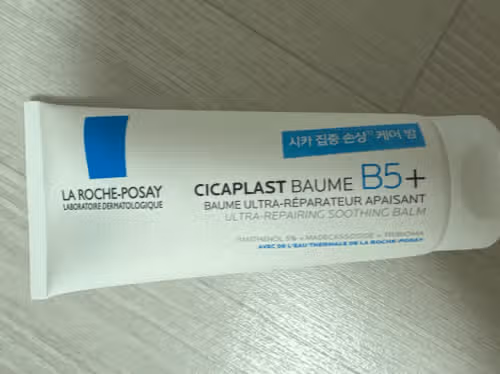 LA ROCHE-POSAY
LABORATOIRE DERMATOLOGIQUE
시카 집중 손상 케어 밤
CICAPLAST BAUME B5+
BAUME ULTRA-RÉPARATEUR APAISANT
ULTRA-REPAIRING SOOTHING BALM
PANTHENOL 5% + MADECASSOSIDE + TRIBIOMA
AVEC DE L'EAU THERMALE DE LA ROCHE-POSAY